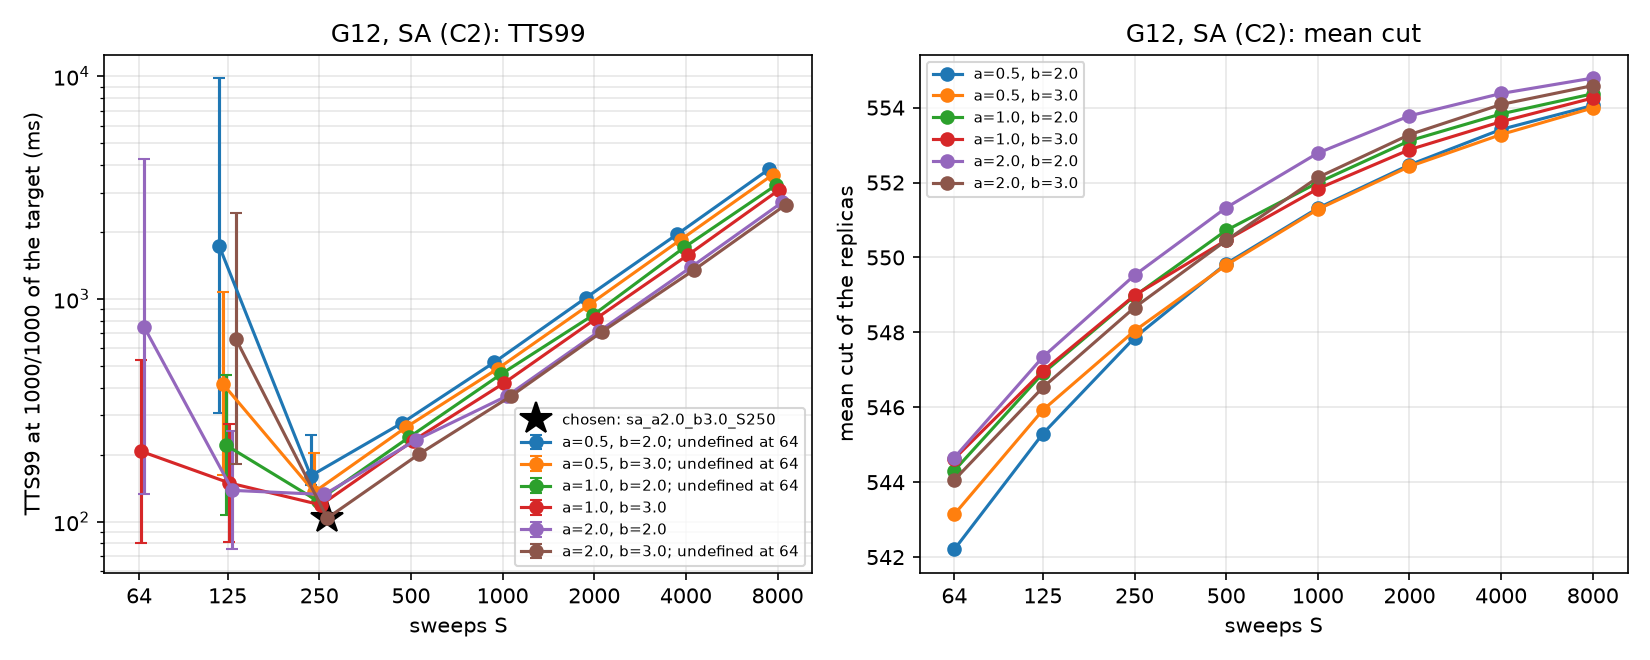 G12, SA (C2): TTS99
TTS99 at 1000/1000 of the target (ms)
10^4
10^3
10^2
chosen: sa_a2.0_b3.0_S250
a=0.5, b=2.0; undefined at 64
a=0.5, b=3.0; undefined at 64
a=1.0, b=2.0; undefined at 64
a=1.0, b=3.0
a=2.0, b=2.0
a=2.0, b=3.0; undefined at 64
64 125 250 500 1000 2000 4000 8000
sweeps S
G12, SA (C2): mean cut
mean cut of the replicas
a=0.5, b=2.0
a=0.5, b=3.0
a=1.0, b=2.0
a=1.0, b=3.0
a=2.0, b=2.0
a=2.0, b=3.0
554
552
550
548
546
544
542
64 125 250 500 1000 2000 4000 8000
sweeps S